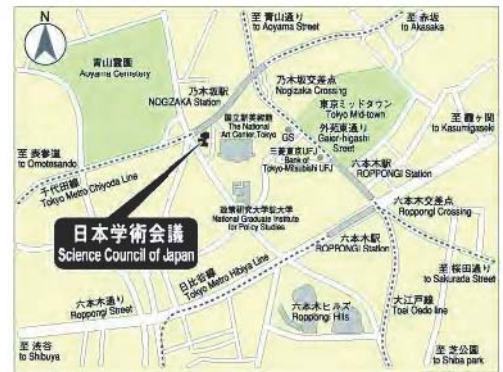 N
至 青山通り
to Aoyama Street
至 赤坂
to Akasaka
青山霊園
Aoyama Cemetery
乃木坂駅
NOGIZAKA Station
乃木坂交差点
Nogizaka Crossing
国立新美術館
The National
Art Center, Tokyo
GS
東京ミッドタウン
Tokyo Mid-town
外苑東通り
Gaien-higashi
Street
至 霞ヶ関
to Kasumigaseki
三菱東京UFJ
Bank of
Tokyo-Mitsubishi UFJ
六本木駅
ROPPONGI Station
至 表参道
to Omotesando
千代田線
Tokyo Metro Chiyoda Line
政策研究大学院大学
National Graduate Institute
for Policy Studies
六本木交差点
Roppongi Crossing
日本学術会議
Science Council of Japan
六本木駅
ROPPONGI Station
日比谷線
Tokyo Metro Hibiya Line
至 桜田通り
to Sakurada Street
六本木通り
Roppongi Street
六本木ヒルズ
Roppongi Hills
大江戸線
Toei Oedo line
至 渋谷
to Shibuya
至 芝公園
to Shiba park